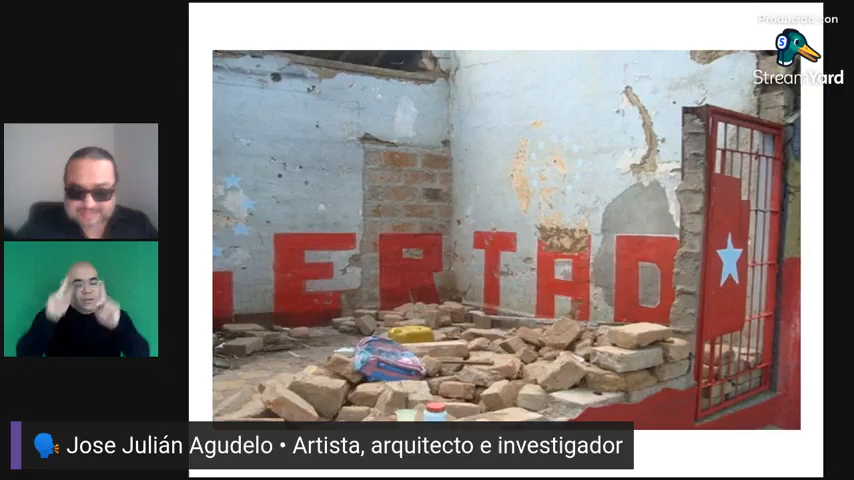 Producido con
StreamYard
ERTAD
Jose Julián Agudelo • Artista, arquitecto e investigador